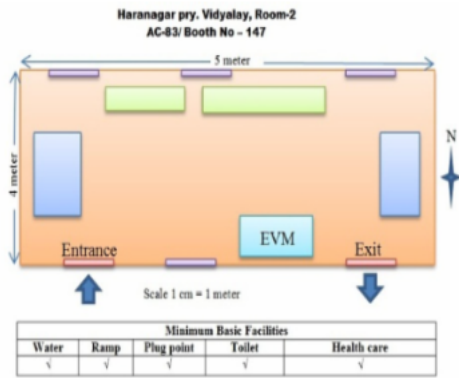 Haranagar pry. Vidyalay, Room-2
AC-83/ Booth No – 147
5 meter
4 meter
N
EVM
Entrance
Exit
Scale 1 cm = 1 meter
Minimum Basic Facilities
Water Ramp Plug point Toilet Health care
√ √ √ √ √